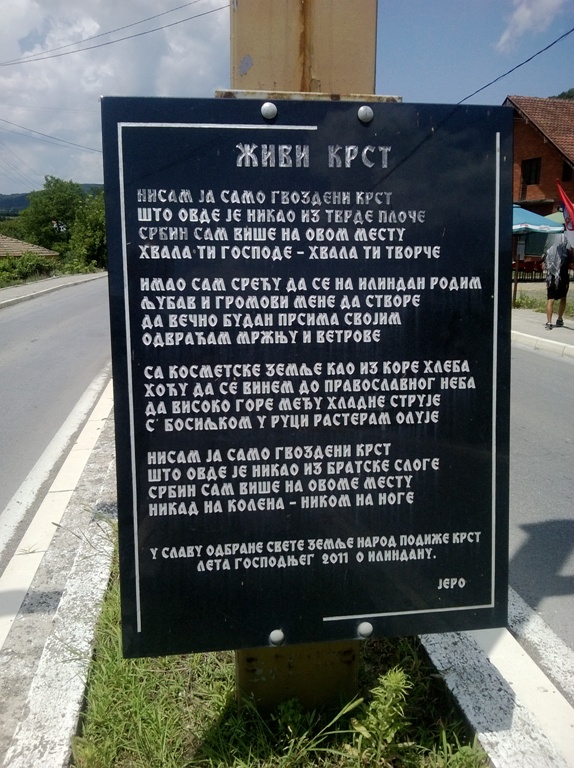 ЖИВИ КРСТ
НИСАМ ЈА САМО ГВОЗДЕНИ КРСТ
ШТО ОВДЕ ЈЕ НИКАО ИЗ ТВРДЕ ПЛОЧЕ
СРБИН САМ ВИШЕ НА ОВОМ МЕСТУ
ХВАЛА ТИ ГОСПОДЕ – ХВАЛА ТИ ТВОРЧЕ
ИМАО САМ СРЕЋУ ДА СЕ НА ИЛИНДАН РОДИМ
ЉУБАВ И ГРОМОВИ МЕНЕ ДА СТВОРЕ
ДА ВЕЧНО БУДАН ПРСИМА СВОЈИМ
ОДВРАЋАМ МРЖЊУ И ВЕТРОВЕ
СА КОСМЕТСКЕ ЗЕМЉЕ КАО ИЗ КОРЕ ХЛЕБА
ХОЋУ ДА СЕ ВИНЕМ ДО ПРАВОСЛАВНОГ НЕБА
ДА ВИСОКО ГОРЕ МЕЂУ ХЛАДНЕ СТРУЈЕ
С' БОСИЉКОМ У РУЦИ РАСТЕРАМ ОЛУЈЕ
НИСАМ ЈА САМО ГВОЗДЕНИ КРСТ
ШТО ОВДЕ ЈЕ НИКАО ИЗ БРАТСКЕ СЛОГЕ
СРБИН САМ ВИШЕ НА ОВОМЕ МЕСТУ
НИКАД НА КОЛЕНА – НИКОМ НА НОГЕ
У СЛАВУ ОДБРАНЕ СВЕТЕ ЗЕМЉЕ НАРОД ПОДИЖЕ КРСТ
ЛЕТА ГОСПОДЊЕГ 2011 О ИЛИНДАНУ.
ЈЕРО